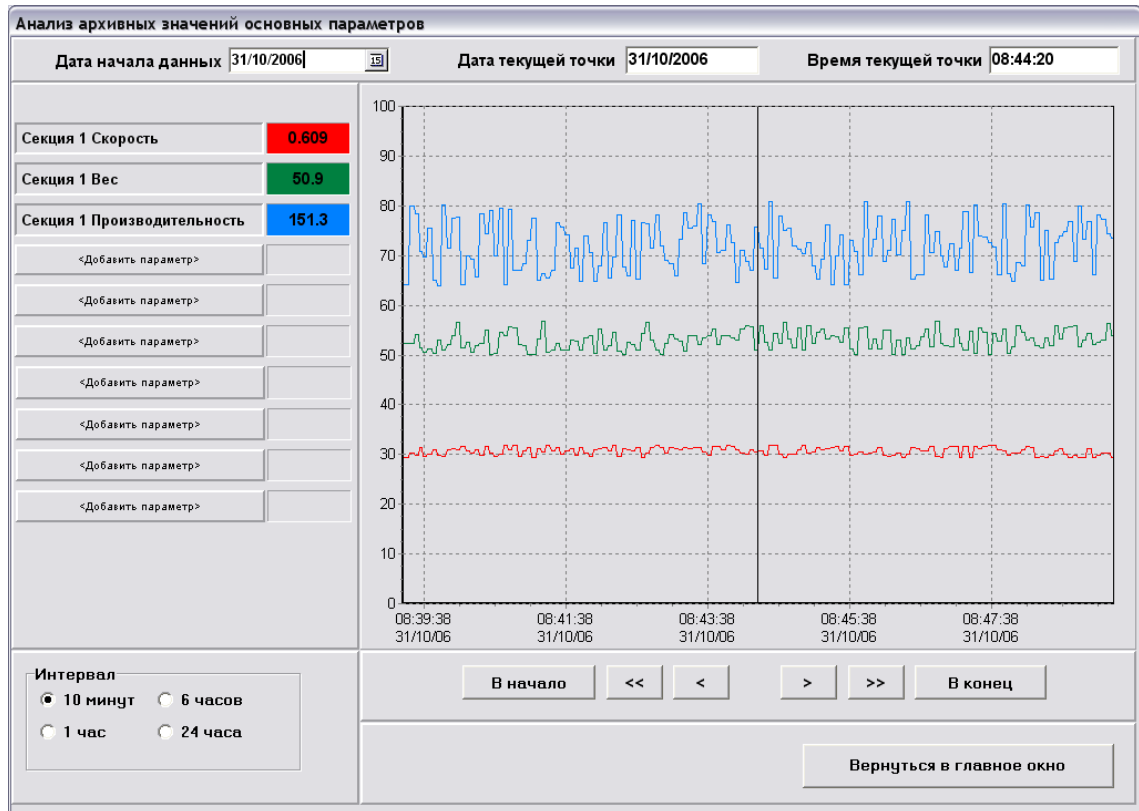 Анализ архивных значений основных параметров
Дата начала данных 31/10/2006 15 Дата текущей точки 31/10/2006 Время текущей точки 08:44:20
Секция 1 Скорость 0.609
Секция 1 Вес 50.9
Секция 1 Производительность 151.3
<Добавить параметр>
<Добавить параметр>
<Добавить параметр>
<Добавить параметр>
<Добавить параметр>
<Добавить параметр>
<Добавить параметр>
100
90
80
70
60
50
40
30
20
10
0
08:39:38 08:41:38 08:43:38 08:45:38 08:47:38
31/10/06 31/10/06 31/10/06 31/10/06 31/10/06
Интервал
10 минут 6 часов
1 час 24 часа
В начало << < > >> В конец
Вернуться в главное окно